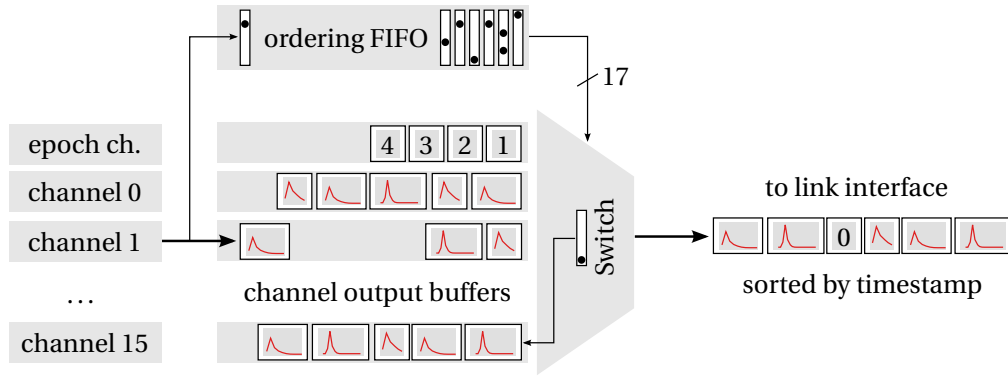 ordering FIFO
17
epoch ch.
4 3 2 1
channel 0
channel 1
...
channel output buffers
channel 15
Switch
to link interface
0
sorted by timestamp